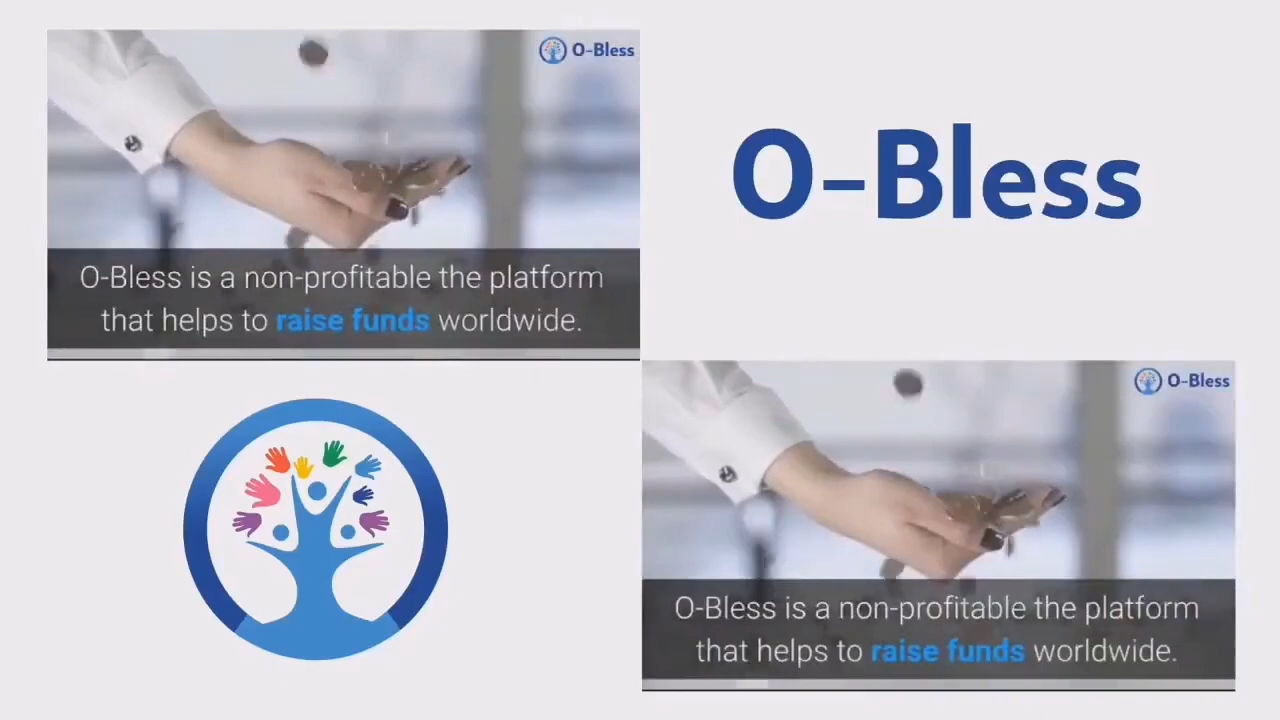 O-Bless
O-Bless
O-Bless is a non-profitable the platform
that helps to raise funds worldwide.
O-Bless
O-Bless is a non-profitable the platform
that helps to raise funds worldwide.